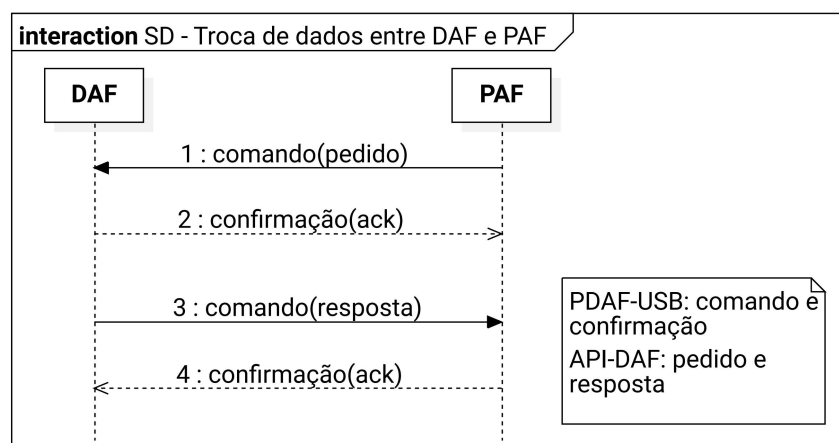 interaction SD - Troca de dados entre DAF e PAF
DAF
PAF
1 : comando(pedido)
2 : confirmação(ack)
3 : comando(resposta)
4 : confirmação(ack)
PDAF-USB: comando e
confirmação
API-DAF: pedido e
resposta